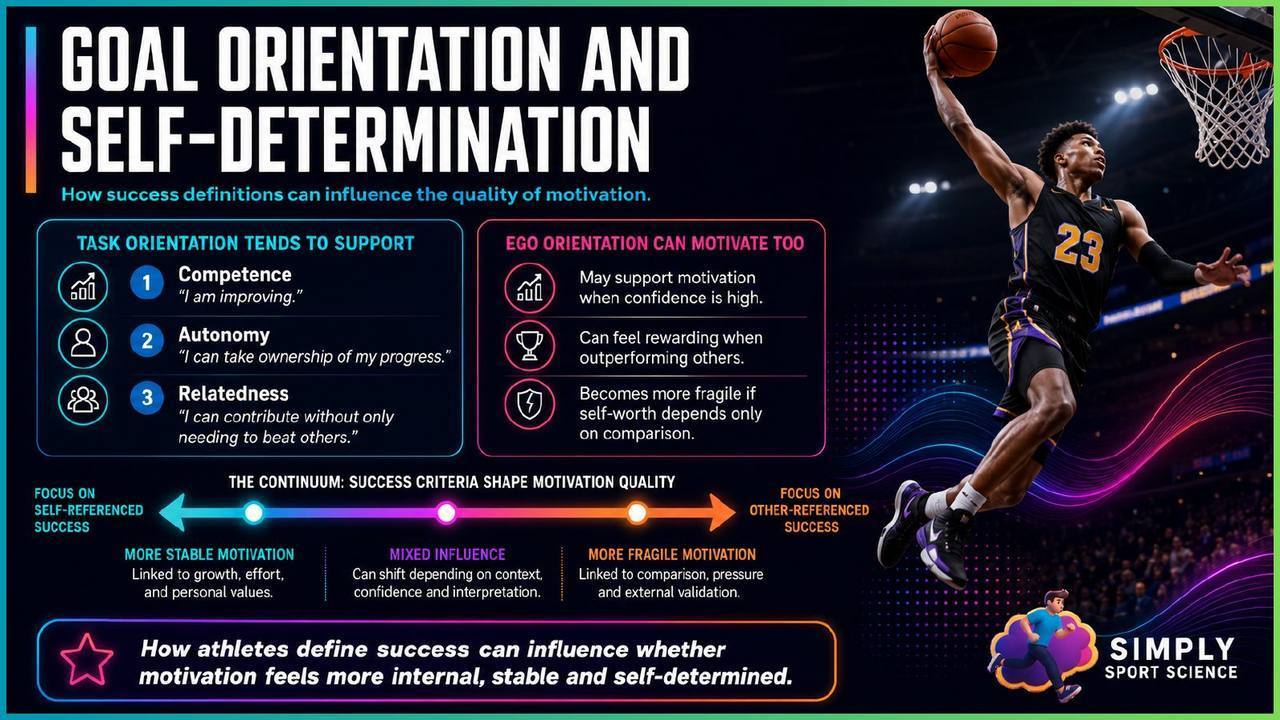 GOAL ORIENTATION AND
SELF-DETERMINATION
How success definitions can influence the quality of motivation.
TASK ORIENTATION TENDS TO SUPPORT
1
Competence
“I am improving.”
2
Autonomy
“I can take ownership of my progress.”
3
Relatedness
“I can contribute without only
needing to beat others.”
EGO ORIENTATION CAN MOTIVATE TOO
May support motivation
when confidence is high.
Can feel rewarding when
outperforming others.
Becomes more fragile if
self-worth depends only
on comparison.
23
THE CONTINUUM: SUCCESS CRITERIA SHAPE MOTIVATION QUALITY
FOCUS ON
SELF-REFERENCED
SUCCESS
FOCUS ON
OTHER-REFERENCED
SUCCESS
MORE STABLE MOTIVATION
Linked to growth, effort,
and personal values.
MIXED INFLUENCE
Can shift depending on context,
confidence and interpretation.
MORE FRAGILE MOTIVATION
Linked to comparison, pressure
and external validation.
How athletes define success can influence whether
motivation feels more internal, stable and self-determined.
SIMPLY
SPORT SCIENCE